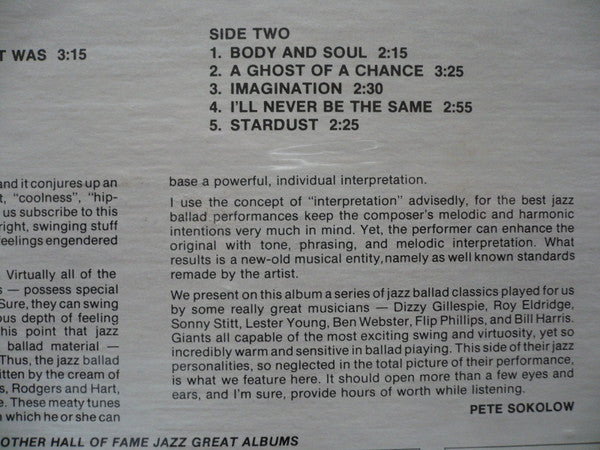 T WAS 3:15
SIDE TWO
1. BODY AND SOUL 2:15
2. A GHOST OF A CHANCE 3:25
3. IMAGINATION 2:30
4. I'LL NEVER BE THE SAME 2:55
5. STARDUST 2:25
and it conjures up an
t, "coolness", "hip-
us subscribe to this
right, swinging stuff
feelings engendered
Virtually all of the
s — possess special
Sure, they can swing
ous depth of feeling
his point that jazz
ballad material —
Thus, the jazz ballad
itten by the cream of
s, Rodgers and Hart,
e. These meaty tunes
n which he or she can
base a powerful, individual interpretation.
I use the concept of "interpretation" advisedly, for the best jazz
ballad performances keep the composer's melodic and harmonic
intentions very much in mind. Yet, the performer can enhance the
original with tone, phrasing, and melodic interpretation. What
results is a new-old musical entity, namely as well known standards
remade by the artist.
We present on this album a series of jazz ballad classics played for us
by some really great musicians — Dizzy Gillespie, Roy Eldridge,
Sonny Stitt, Lester Young, Ben Webster, Flip Phillips, and Bill Harris.
Giants all capable of the most exciting swing and virtuosity, yet so
incredibly warm and sensitive in ballad playing. This side of their jazz
personalities, so neglected in the total picture of their performance,
is what we feature here. It should open more than a few eyes and
ears, and I'm sure, provide hours of worth while listening.
PETE SOKOLOW
OTHER HALL OF FAME JAZZ GREAT ALBUMS